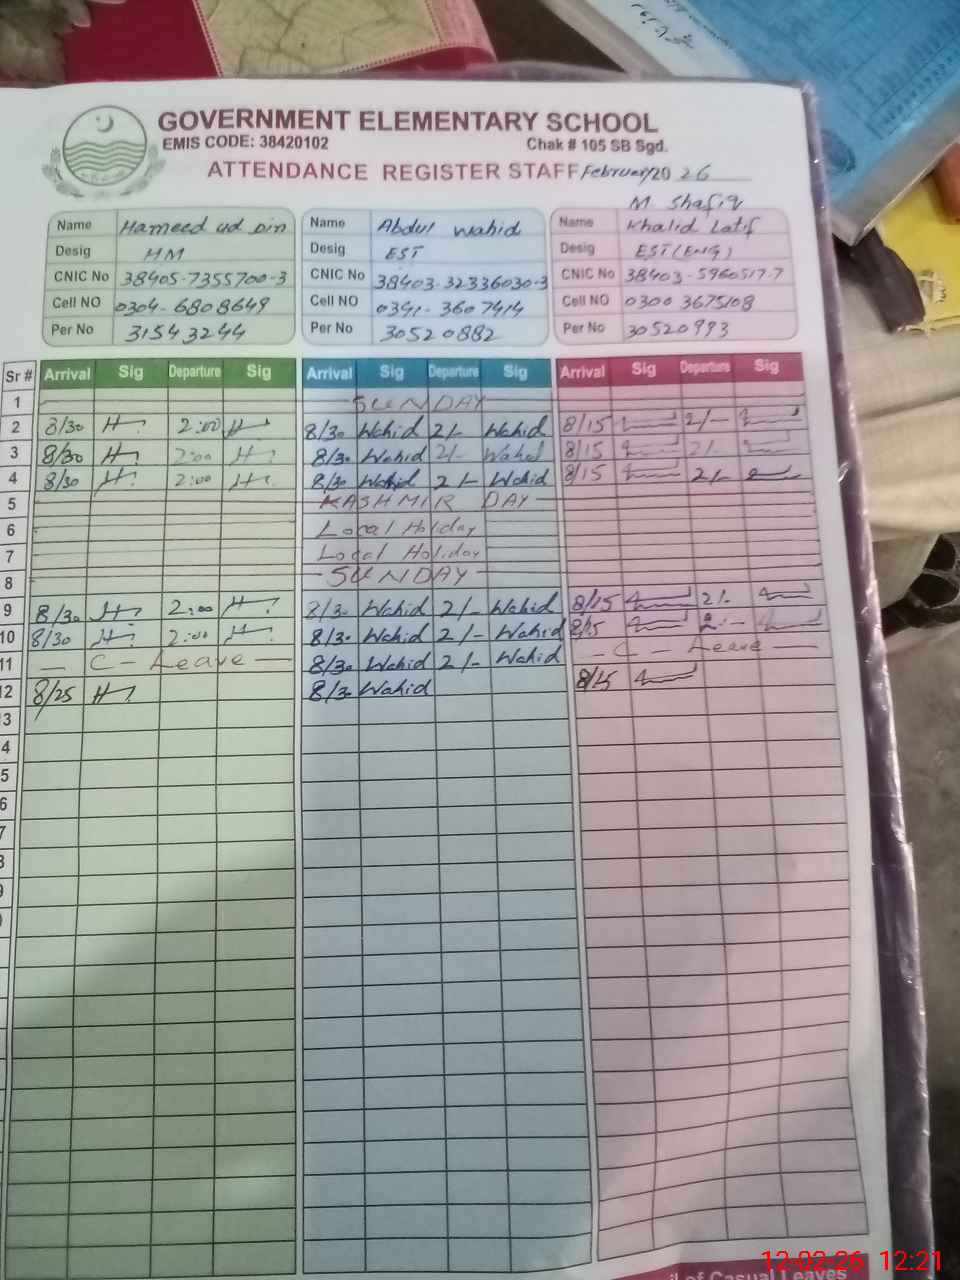 GOVERNMENT ELEMENTARY SCHOOL
EMIS CODE: 38420102 Chak # 105 SB Sgd.
ATTENDANCE REGISTER STAFF February 2026
M Shafiq
Name Hameed ud Din Name Abdul Wahid Name Khalid Latif
Desig HM Desig EST Desig EST (ENG)
CNIC No 38405-7355700-3 CNIC No 38403-32336030-3 CNIC No 38403-5960517-7
Cell NO 0304-6808649 Cell NO 0341-3607414 Cell NO 0300 3675108
Per No 31543244 Per No 30520882 Per No 30520993
Sr # Arrival Sig Departure Sig Arrival Sig Departure Sig Arrival Sig Departure Sig
1 SUNDAY
2 8/30 H 2:00 H 8/30 Wahid 2/- Wahid 8/15 2/-
3 8/30 H 2:00 H 8/30 Wahid 2/- Wahid 8/15 2/-
4 8/30 H 2:00 H 8/30 Wahid 2/- Wahid 8/15 2/-
5 KASHMIR DAY
6 Local Holiday
7 Local Holiday
8 SUNDAY
9 8/30 H 2:00 H 8/30 Wahid 2/- Wahid 8/15 2/-
10 8/30 H 2:00 H 8/30 Wahid 2/- Wahid 8/15 2:-
11 — C - Leave — 8/30 Wahid 2/- Wahid - C - Leave —
12 8/25 H 8/30 Wahid 8/15
13
4
5
6
7
8
9
12-02-26 12:21
il of Casual Leaves